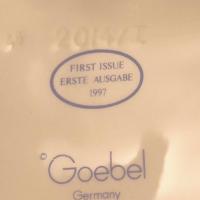 FIRST ISSUE
ERSTE AUSGABE
1997
© Goebel
Germany